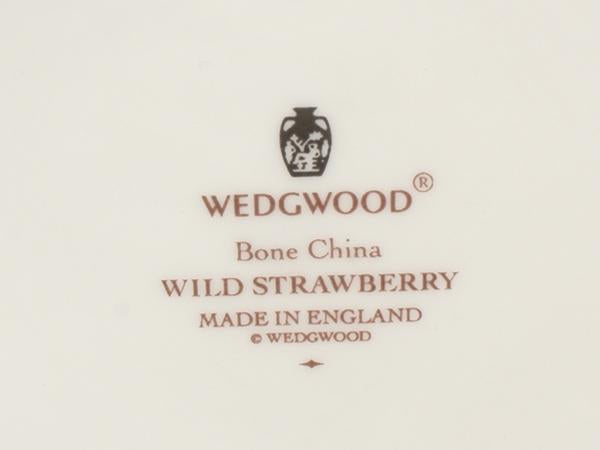 WEDGWOOD®
Bone China
WILD STRAWBERRY
MADE IN ENGLAND
© WEDGWOOD